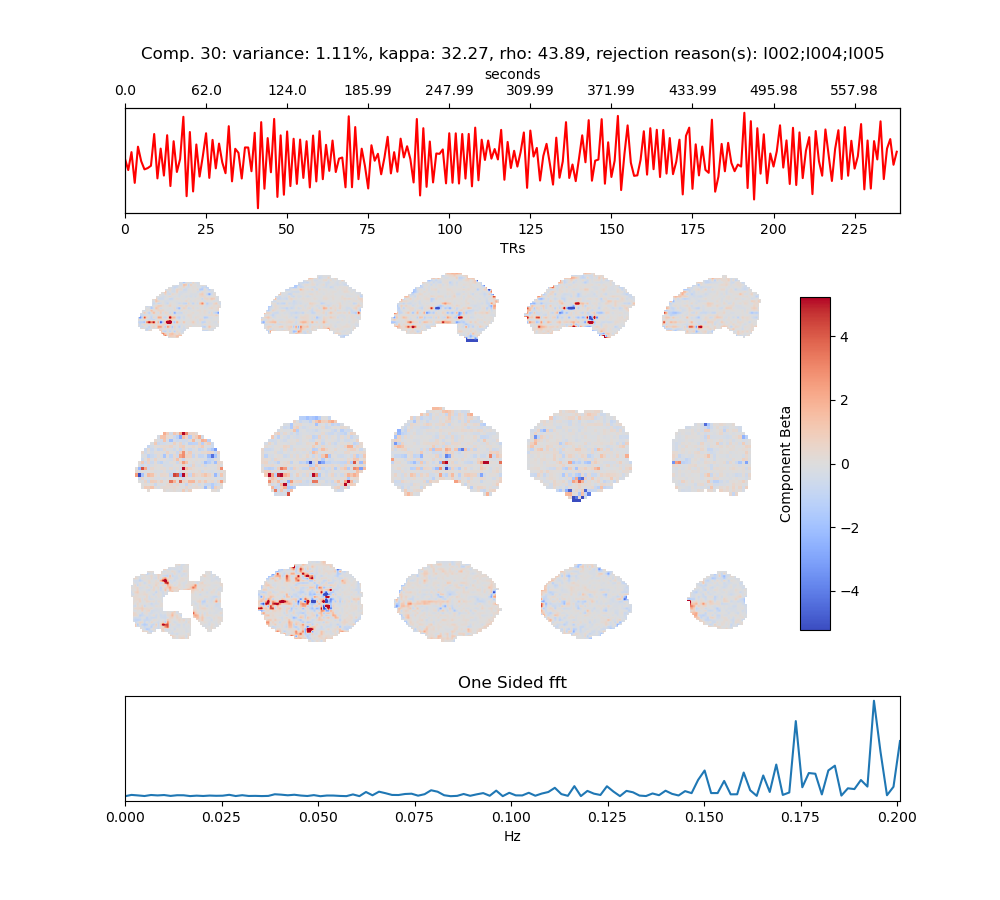 Comp. 30: variance: 1.11%, kappa: 32.27, rho: 43.89, rejection reason(s): I002;I004;I005
seconds
0.0 62.0 124.0 185.99 247.99 309.99 371.99 433.99 495.98 557.98
0 25 50 75 100 125 150 175 200 225
TRs
4
2
0
−2
−4
Component Beta
One Sided fft
0.000 0.025 0.050 0.075 0.100 0.125 0.150 0.175 0.200
Hz